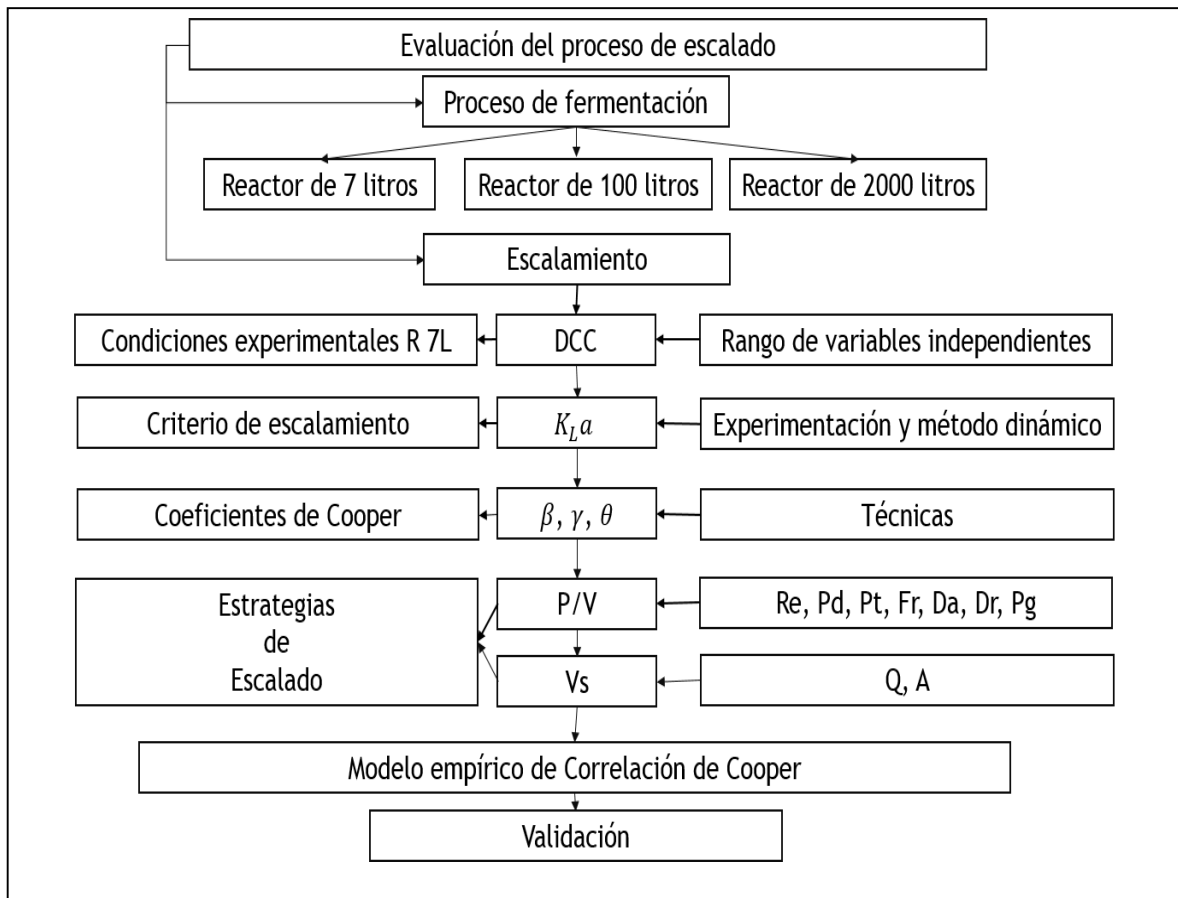 Evaluación del proceso de escalado
Proceso de fermentación
Reactor de 7 litros
Reactor de 100 litros
Reactor de 2000 litros
Escalamiento
Condiciones experimentales R 7L
DCC
Rango de variables independientes
Criterio de escalamiento
K_L a
Experimentación y método dinámico
Coeficientes de Cooper
β, γ, θ
Técnicas
Estrategias
de
Escalado
P/V
Re, Pd, Pt, Fr, Da, Dr, Pg
Vs
Q, A
Modelo empírico de Correlación de Cooper
Validación